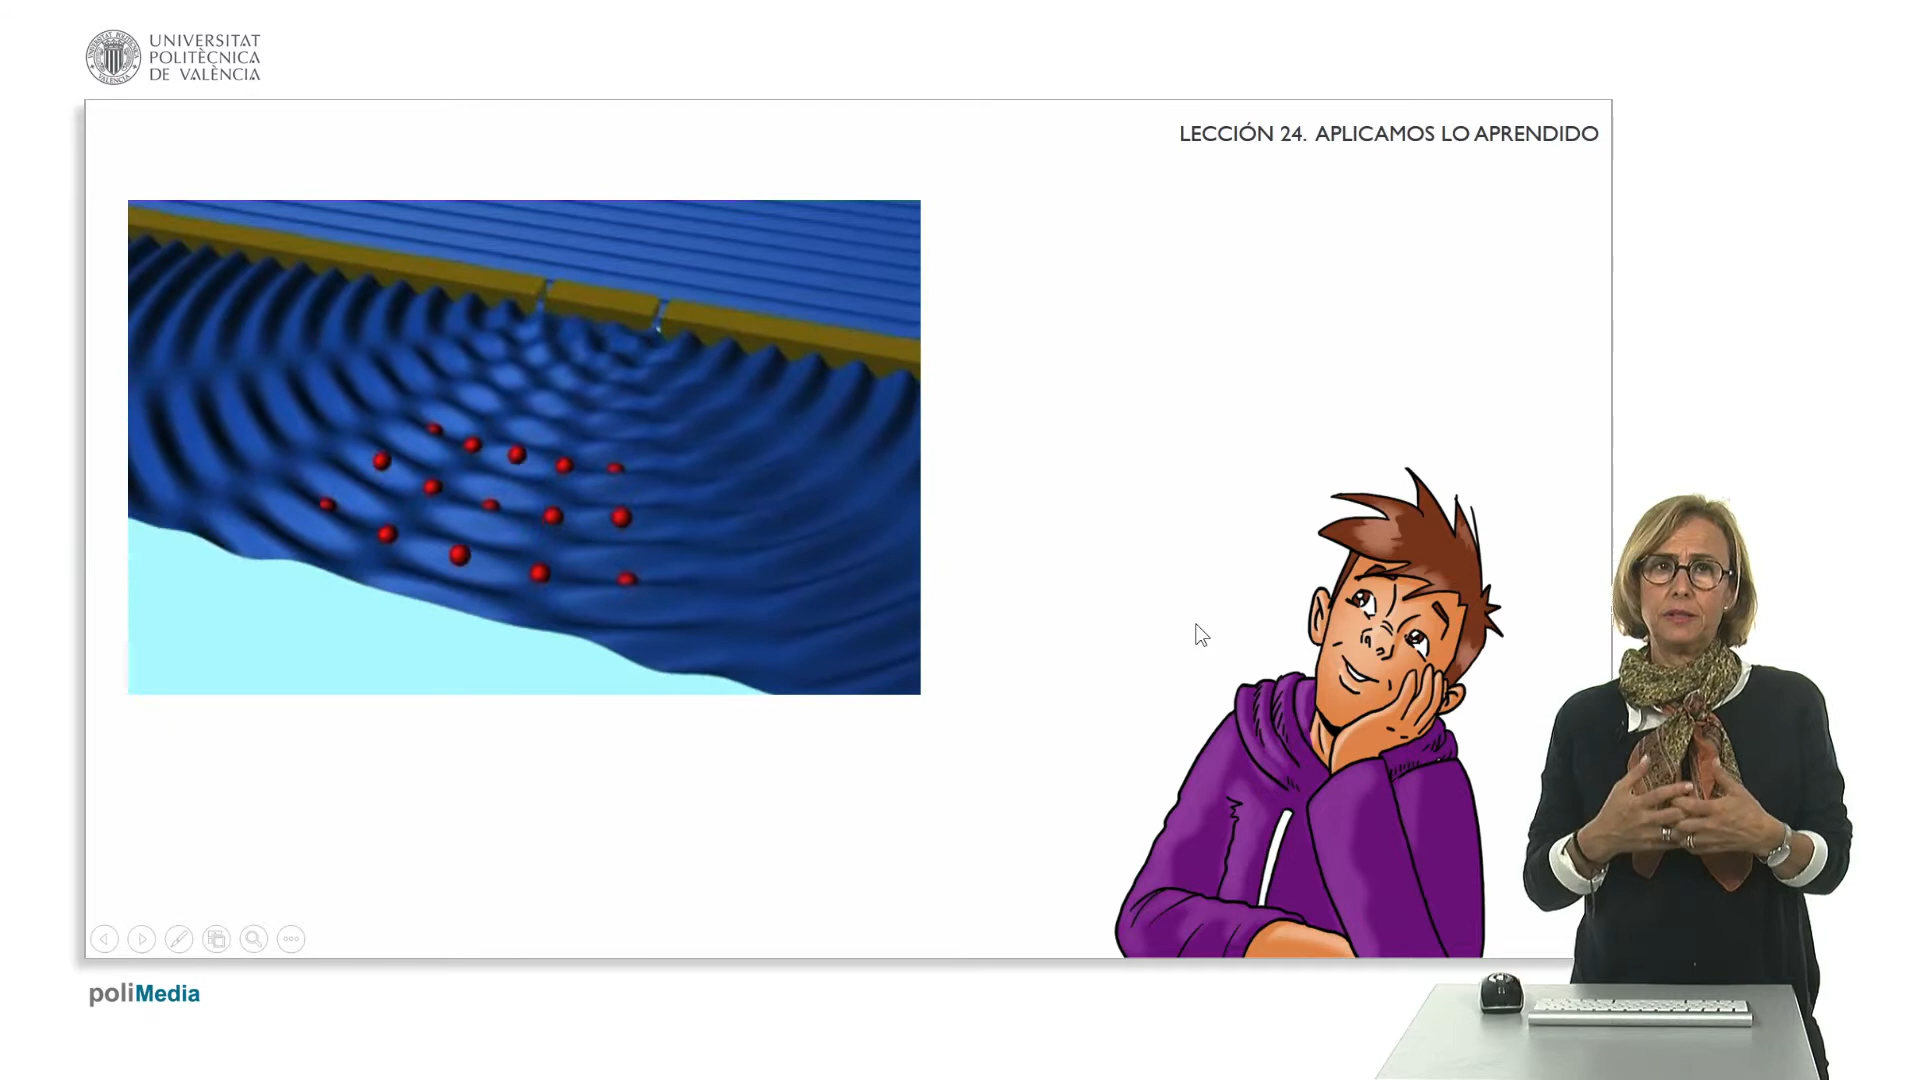 UNIVERSITAT
POLITÈCNICA
DE VALÈNCIA
LECCIÓN 24. APLICAMOS LO APRENDIDO
poliMedia